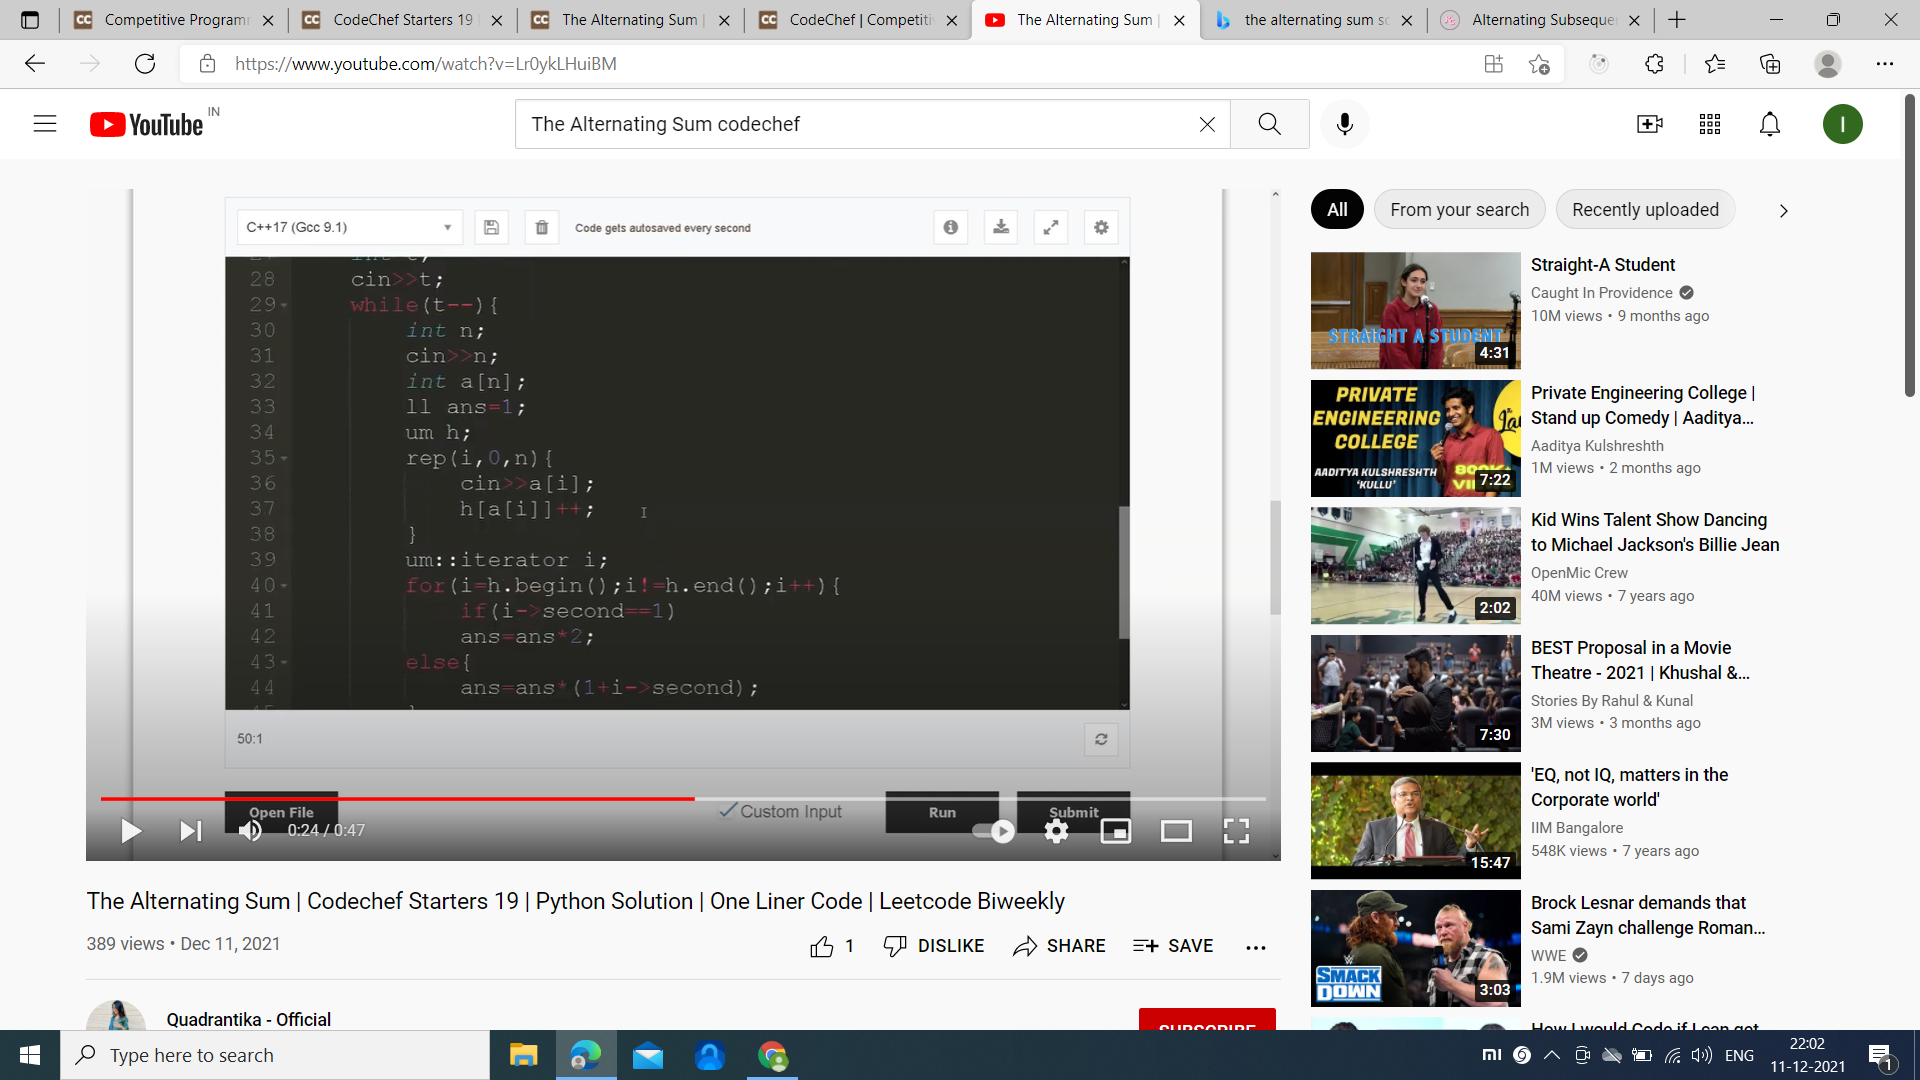 Competitive Programm
CodeChef Starters 19
The Alternating Sum |
CodeChef | Competitiv
The Alternating Sum |
the alternating sum so
Alternating Subseque
https://www.youtube.com/watch?v=Lr0ykLHuiBM
YouTube IN
The Alternating Sum codechef
I
C++17 (Gcc 9.1)
Code gets autosaved every second
28 cin>>t;
29 while(t--){
30 int n;
31 cin>>n;
32 int a[n];
33 ll ans=1;
34 um h;
35 rep(i,0,n){
36 cin>>a[i];
37 h[a[i]]++;
38 }
39 um::iterator i;
40 for(i=h.begin();i!=h.end();i++){
41 if(i->second==1)
42 ans=ans*2;
43 else{
44 ans=ans*(1+i->second);
50:1
Open File
Custom Input
Run
Submit
0:24 / 0:47
The Alternating Sum | Codechef Starters 19 | Python Solution | One Liner Code | Leetcode Biweekly
389 views • Dec 11, 2021
1
DISLIKE
SHARE
SAVE
Quadrantika - Official
SUBSCRIBE
All
From your search
Recently uploaded
STRAIGHT A STUDENT
4:31
Straight-A Student
Caught In Providence
10M views • 9 months ago
PRIVATE
ENGINEERING
COLLEGE
AADITYA KULSHRESHTH
'KULLU'
7:22
Private Engineering College |
Stand up Comedy | Aaditya...
Aaditya Kulshreshth
1M views • 2 months ago
2:02
Kid Wins Talent Show Dancing
to Michael Jackson's Billie Jean
OpenMic Crew
40M views • 7 years ago
7:30
BEST Proposal in a Movie
Theatre - 2021 | Khushal &...
Stories By Rahul & Kunal
3M views • 3 months ago
15:47
'EQ, not IQ, matters in the
Corporate world'
IIM Bangalore
548K views • 7 years ago
SMACK
DOWN
3:03
Brock Lesnar demands that
Sami Zayn challenge Roman...
WWE
1.9M views • 7 days ago
How I would Code if I can get
Type here to search
ENG
22:02
11-12-2021
1